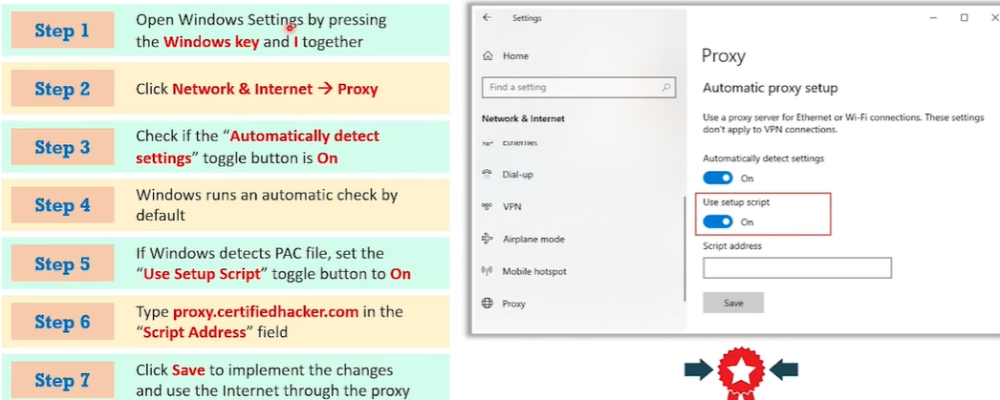 Step 1
Open Windows Settings by pressing
the Windows key and I together
Step 2
Click Network & Internet → Proxy
Step 3
Check if the “Automatically detect
settings” toggle button is On
Step 4
Windows runs an automatic check by
default
Step 5
If Windows detects PAC file, set the
“Use Setup Script” toggle button to On
Step 6
Type proxy.certifiedhacker.com in the
“Script Address” field
Step 7
Click Save to implement the changes
and use the Internet through the proxy
Settings
Home
Find a setting
Network & Internet
Ethernet
Dial-up
VPN
Airplane mode
Mobile hotspot
Proxy
Proxy
Automatic proxy setup
Use a proxy server for Ethernet or Wi-Fi connections. These settings
don't apply to VPN connections.
Automatically detect settings
On
Use setup script
On
Script address
Save